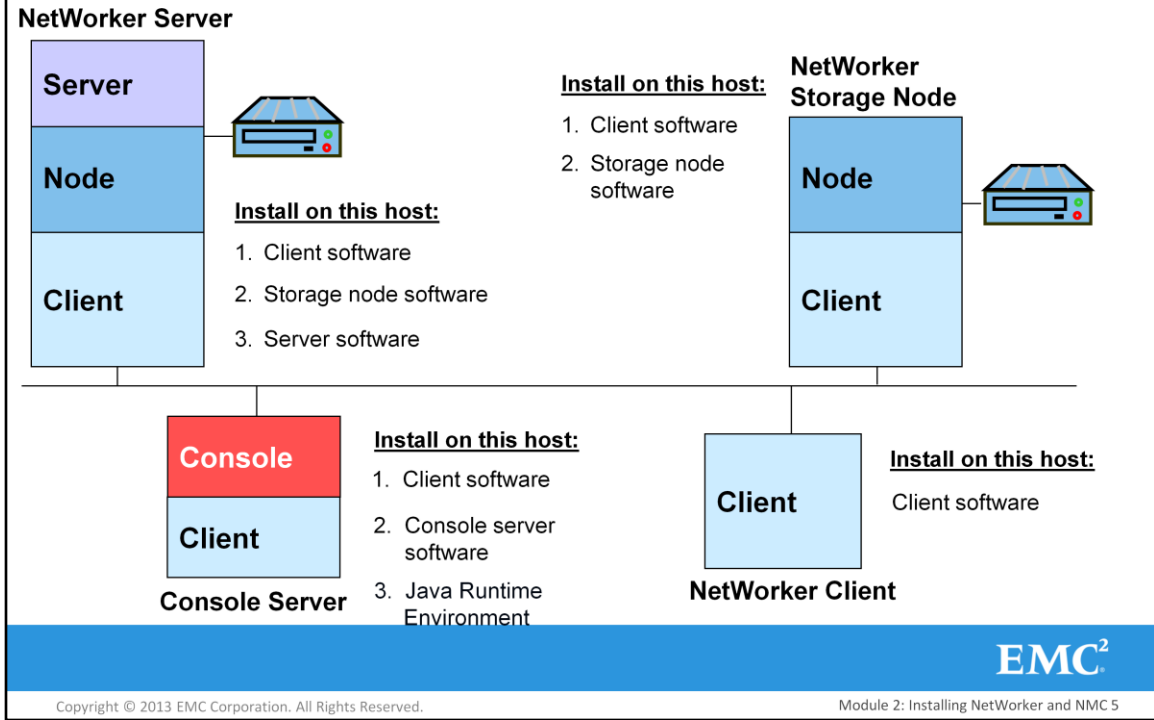 NetWorker Server
Server
Node
Client
Install on this host:
1. Client software
2. Storage node software
3. Server software
Install on this host:
1. Client software
2. Storage node
software
NetWorker
Storage Node
Node
Client
Console
Client
Console Server
Install on this host:
1. Client software
2. Console server
software
3. Java Runtime
Environment
Client
NetWorker Client
Install on this host:
Client software
EMC²
Copyright © 2013 EMC Corporation. All Rights Reserved.
Module 2: Installing NetWorker and NMC 5